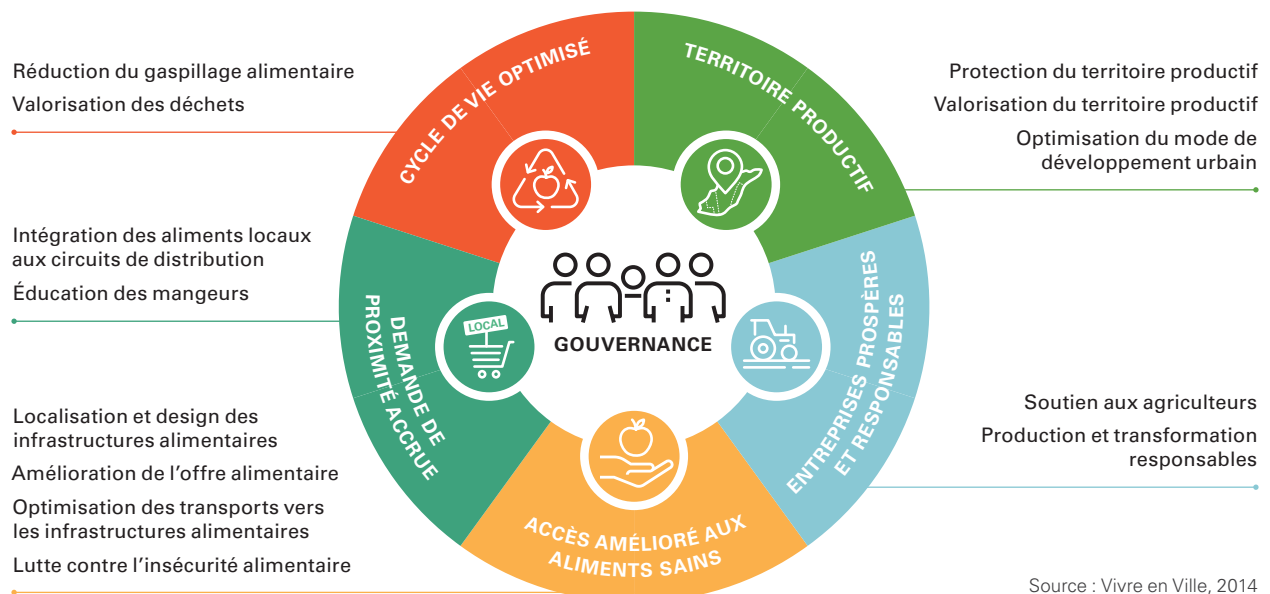 CYCLE DE VIE OPTIMISÉ
Réduction du gaspillage alimentaire
Valorisation des déchets
TERRITOIRE PRODUCTIF
Protection du territoire productif
Valorisation du territoire productif
Optimisation du mode de
développement urbain
DEMANDE DE
PROXIMITÉ ACCRUE
LOCAL
Intégration des aliments locaux
aux circuits de distribution
Éducation des mangeurs
GOUVERNANCE
ENTREPRISES PROSPÈRES
ET RESPONSABLES
Soutien aux agriculteurs
Production et transformation
responsables
ACCÈS AMÉLIORÉ AUX
ALIMENTS SAINS
Localisation et design des
infrastructures alimentaires
Amélioration de l’offre alimentaire
Optimisation des transports vers
les infrastructures alimentaires
Lutte contre l’insécurité alimentaire
Source : Vivre en Ville, 2014